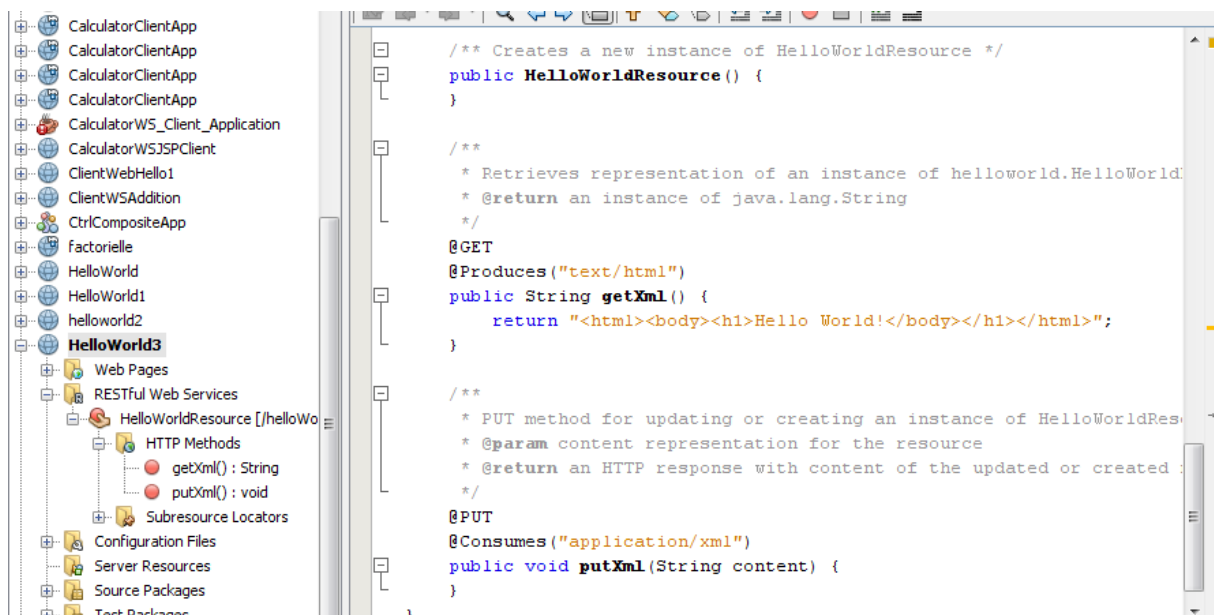 CalculatorClientApp
CalculatorClientApp
CalculatorClientApp
CalculatorClientApp
CalculatorWS_Client_Application
CalculatorWSJSPClient
ClientWebHello1
ClientWSAddition
CtrlCompositeApp
factorielle
HelloWorld
HelloWorld1
helloworld2
HelloWorld3
Web Pages
RESTful Web Services
HelloWorldResource [/helloWo
HTTP Methods
getXml() : String
putXml() : void
Subresource Locators
Configuration Files
Server Resources
Source Packages
Test Packages
/** Creates a new instance of HelloWorldResource */
public HelloWorldResource() {
}
/**
* Retrieves representation of an instance of helloworld.HelloWorld
* @return an instance of java.lang.String
*/
@GET
@Produces("text/html")
public String getXml() {
return "<html><body><h1>Hello World!</body></h1></html>";
}
/**
* PUT method for updating or creating an instance of HelloWorldRes
* @param content representation for the resource
* @return an HTTP response with content of the updated or created
*/
@PUT
@Consumes("application/xml")
public void putXml(String content) {
}
}